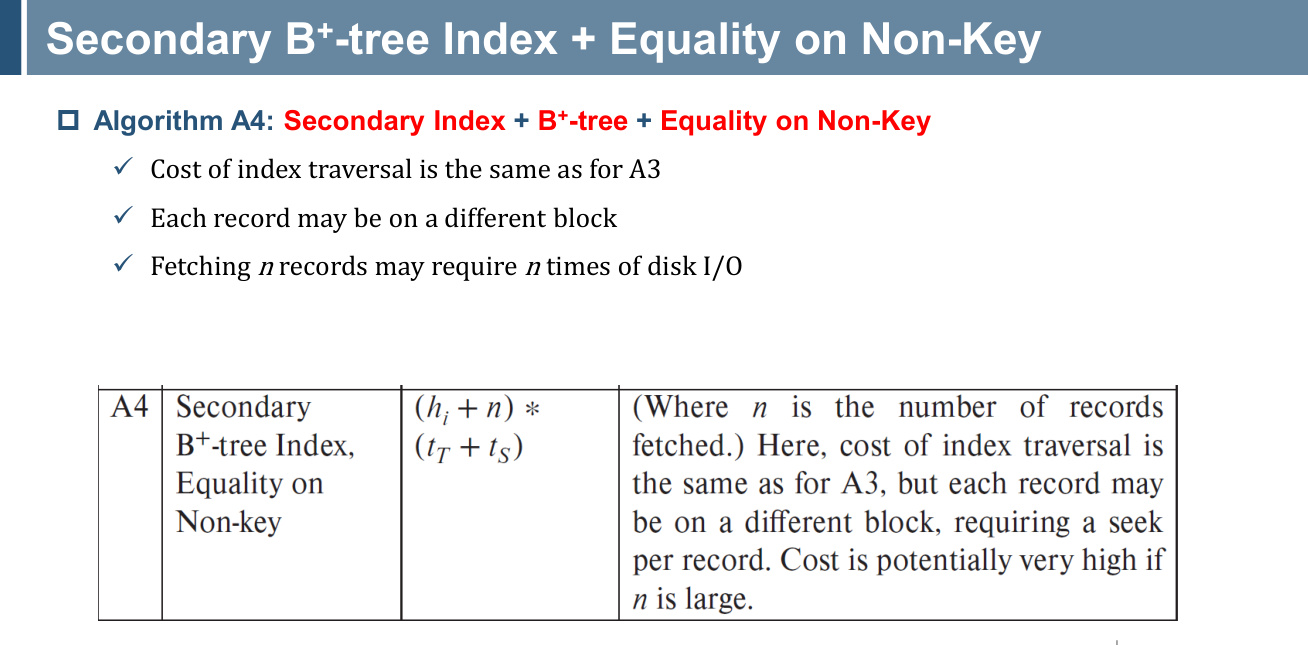 Secondary B⁺-tree Index + Equality on Non-Key
Algorithm A4: Secondary Index + B⁺-tree + Equality on Non-Key
✓ Cost of index traversal is the same as for A3
✓ Each record may be on a different block
✓ Fetching n records may require n times of disk I/O
A4
Secondary
B⁺-tree Index,
Equality on
Non-key
(hᵢ + n) *
(t_T + t_S)
(Where n is the number of records
fetched.) Here, cost of index traversal is
the same as for A3, but each record may
be on a different block, requiring a seek
per record. Cost is potentially very high if
n is large.